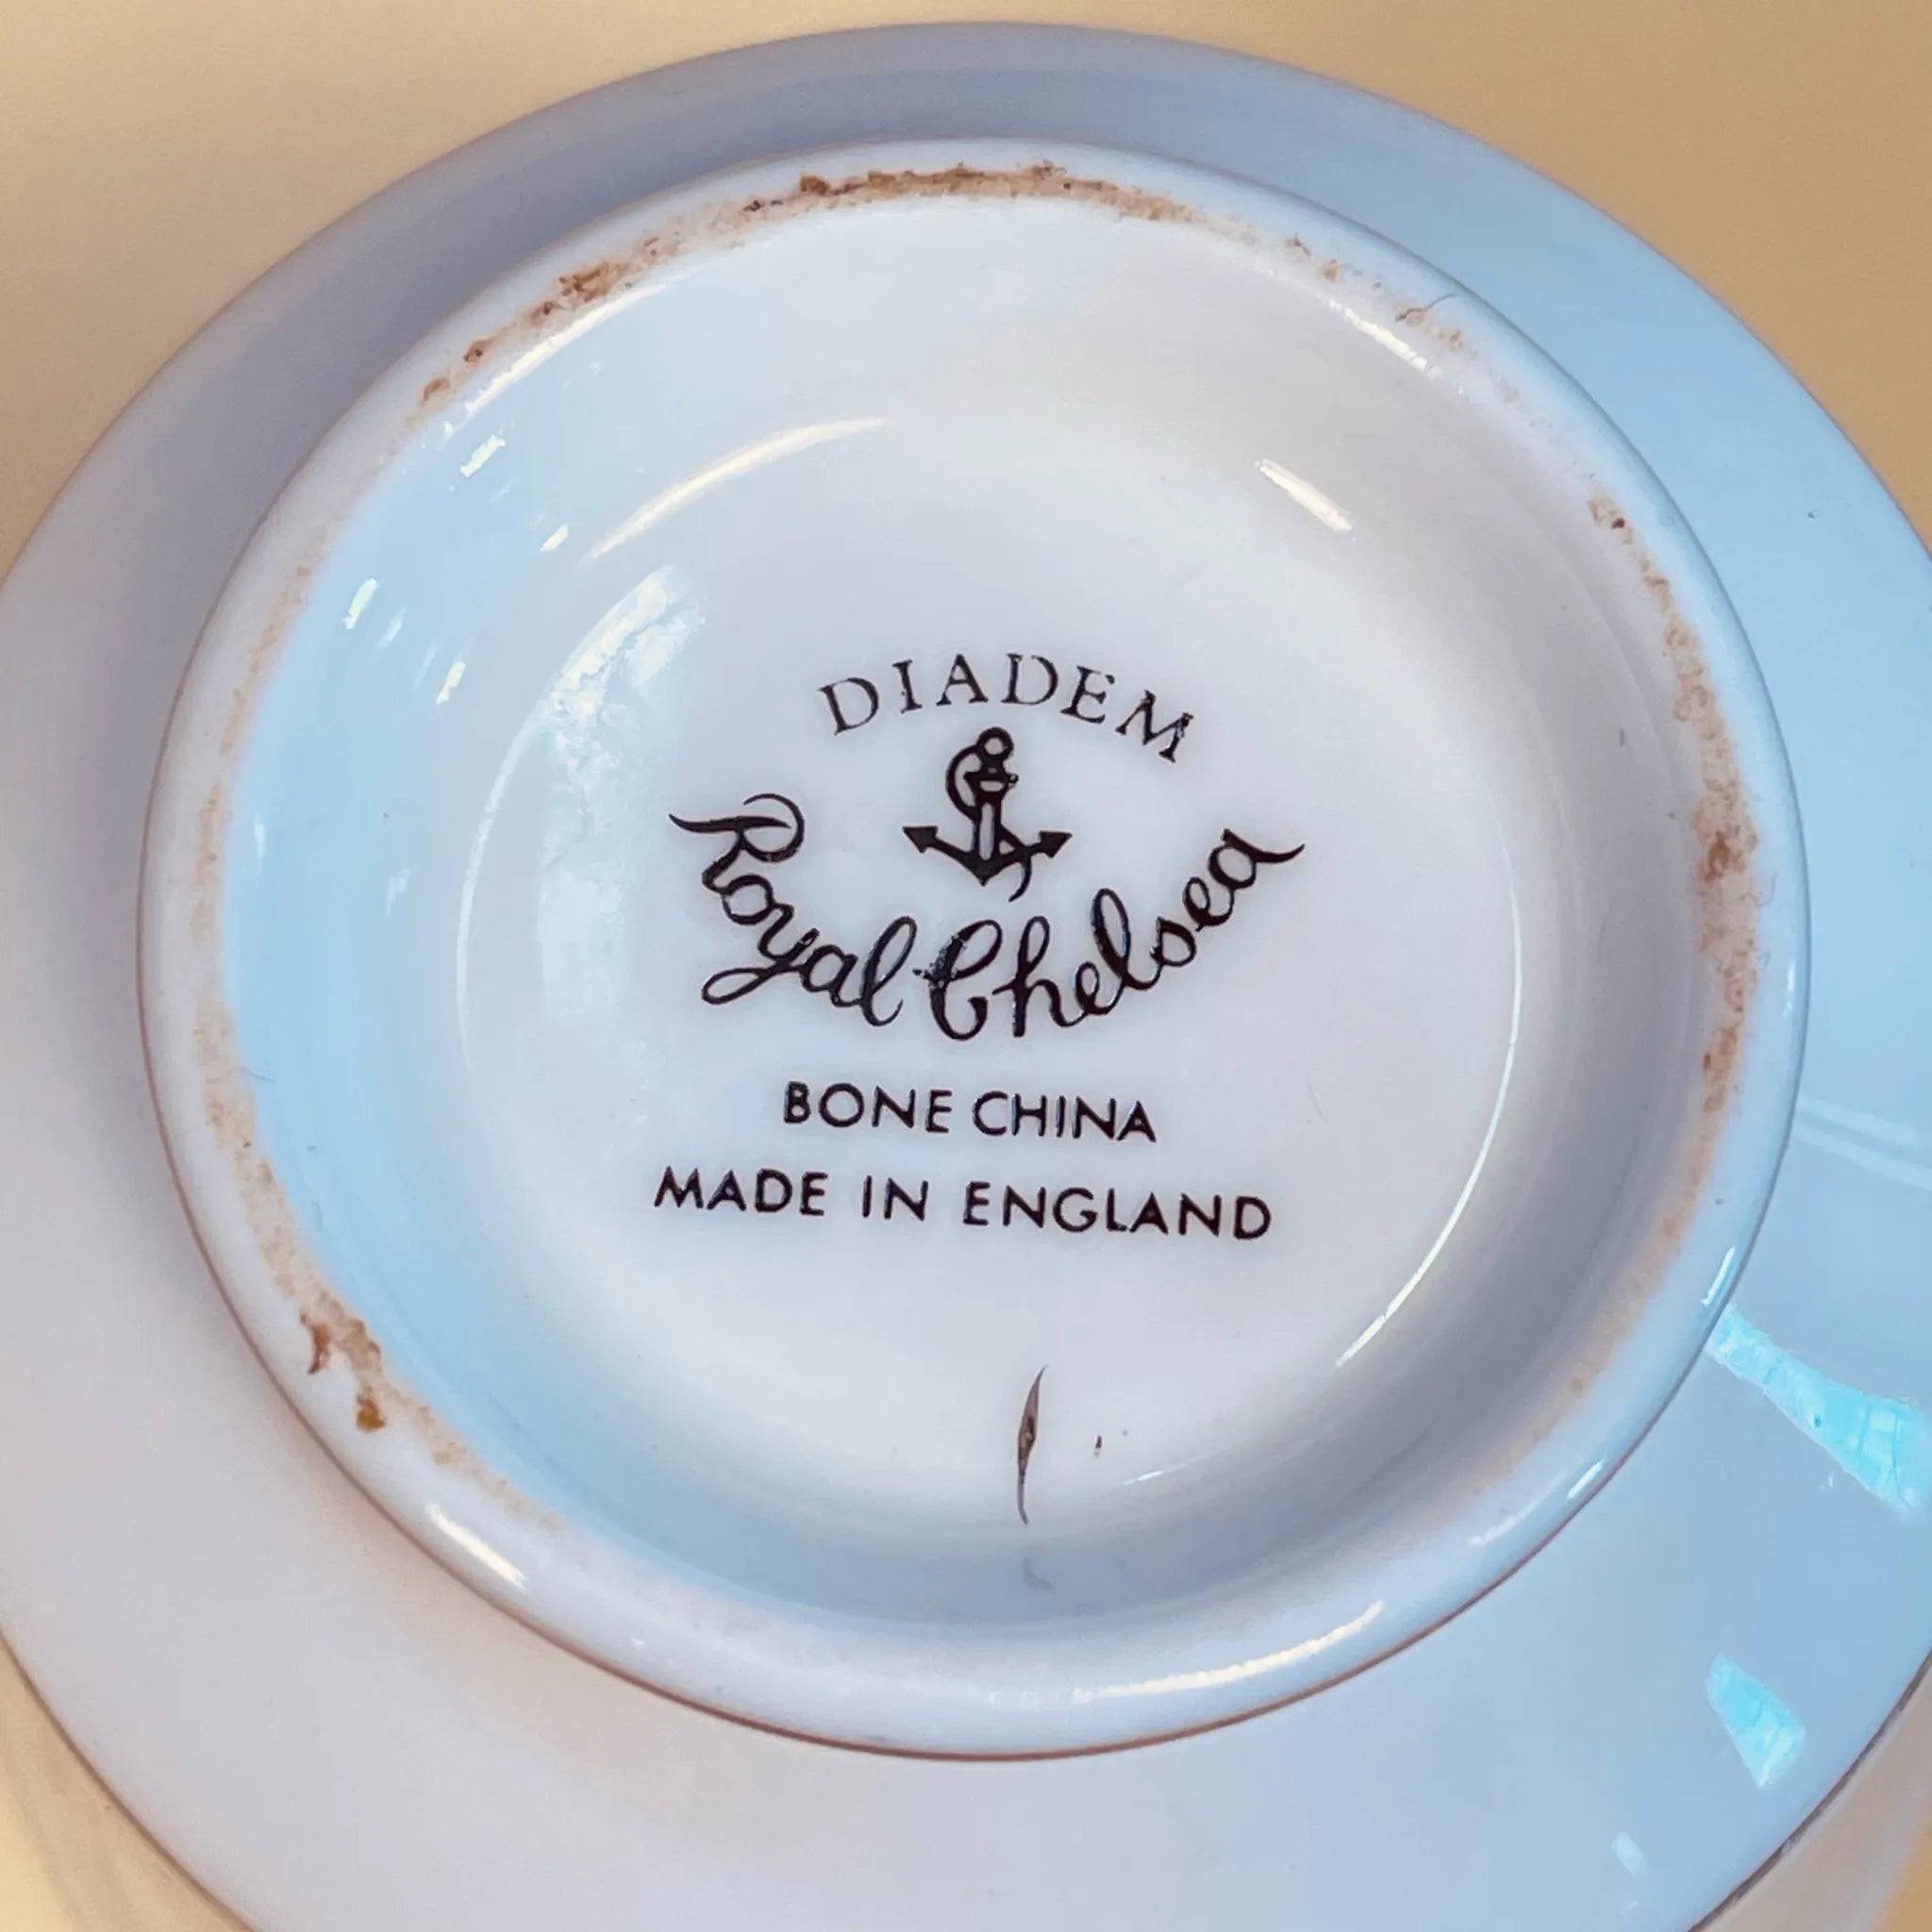 DIADEM
Royal Chelsea
BONE CHINA
MADE IN ENGLAND